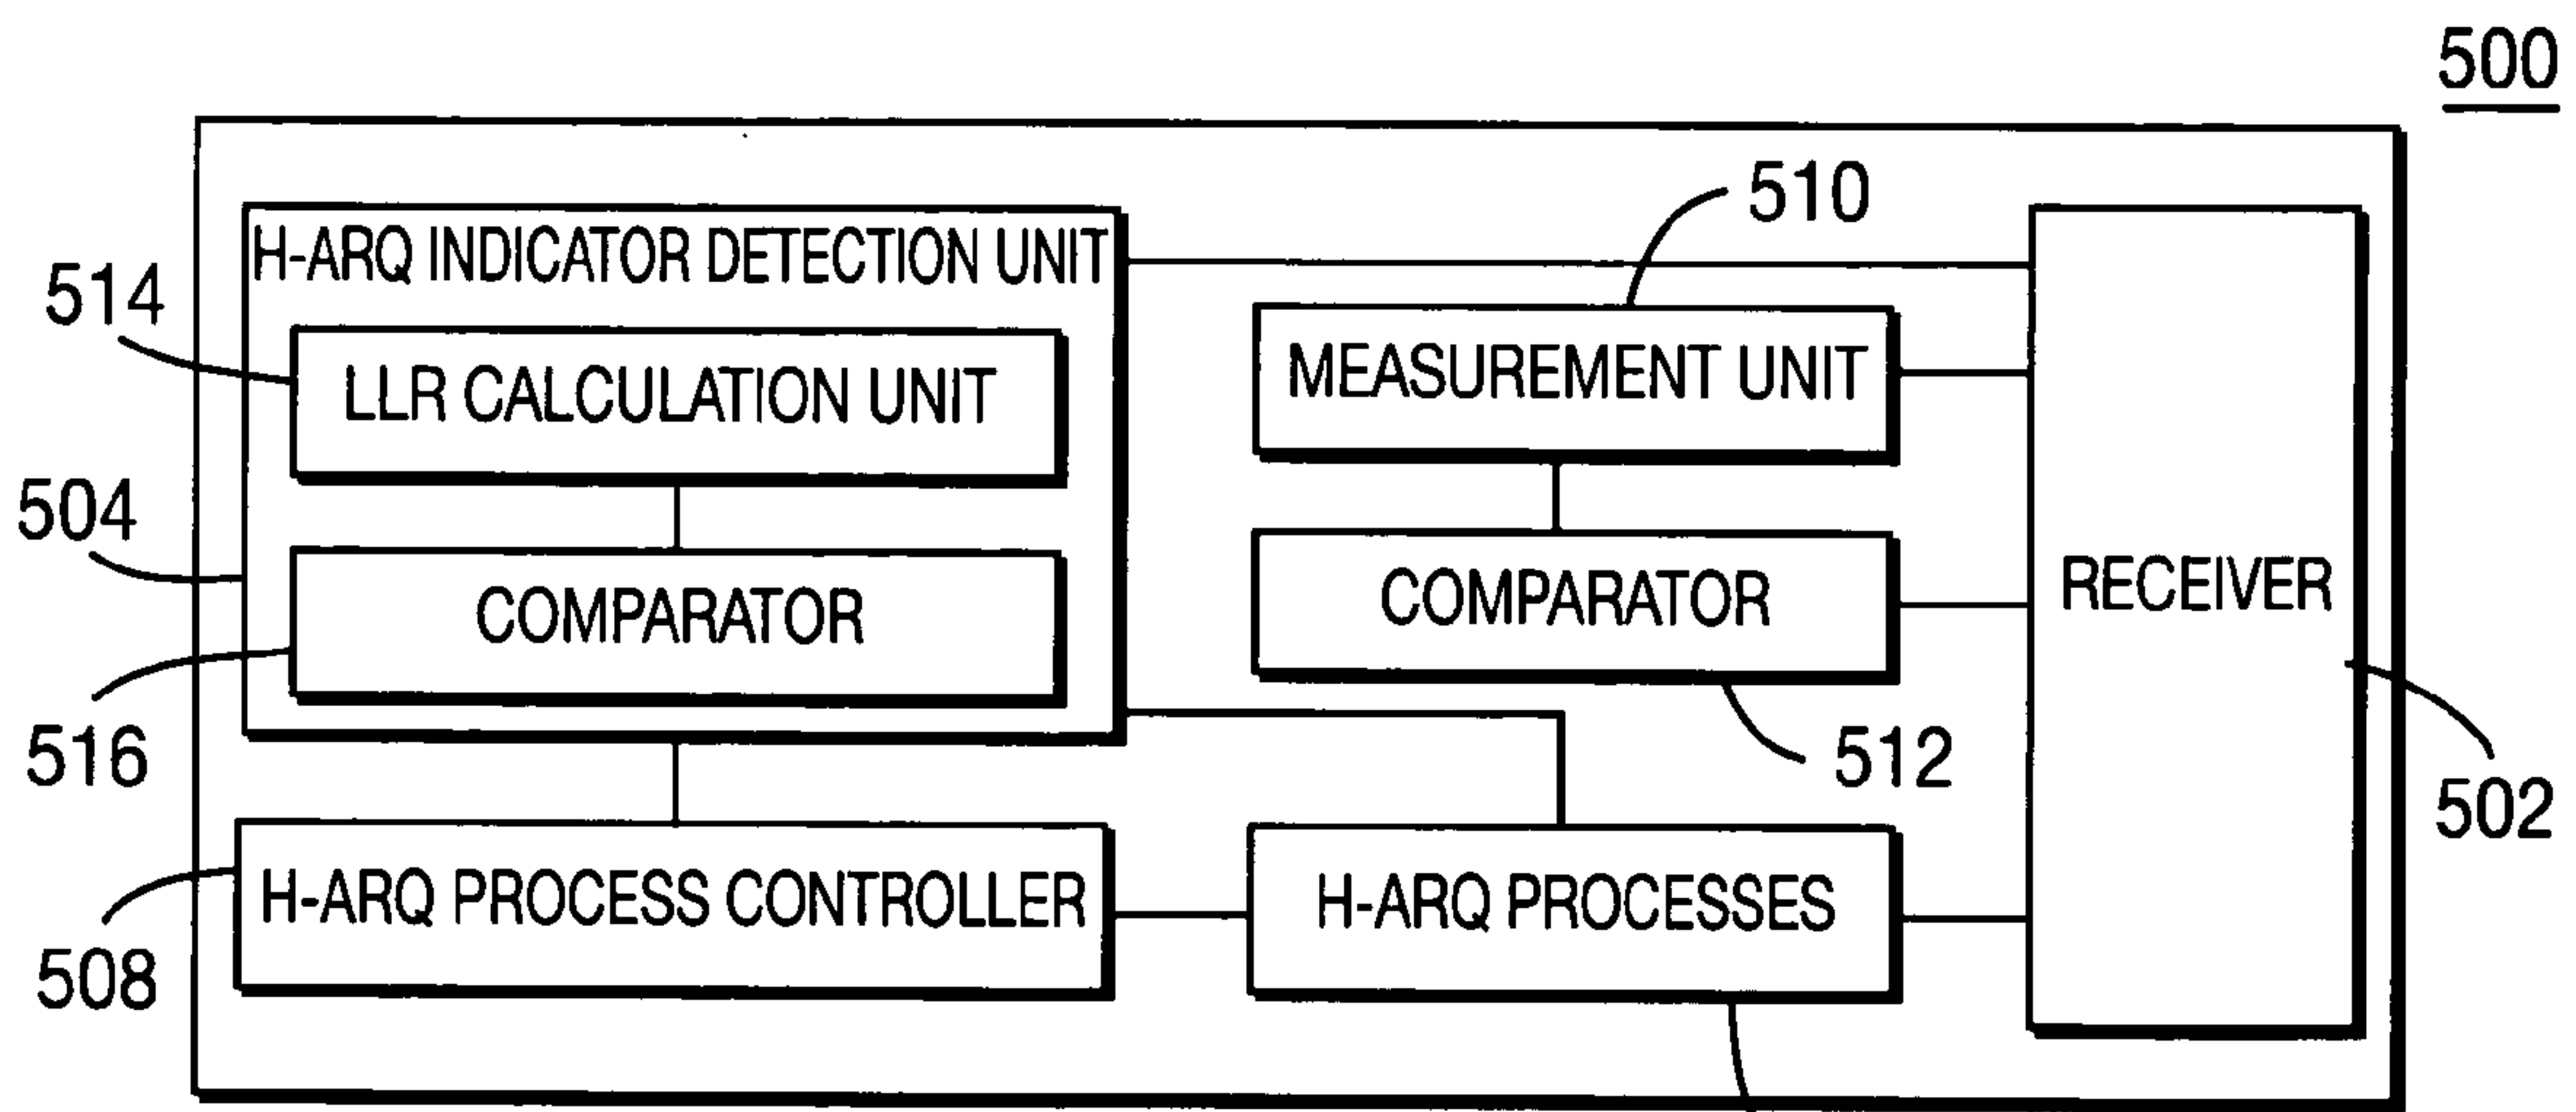 500
510
H-ARQ INDICATOR DETECTION UNIT
514
MEASUREMENT UNIT
LLR CALCULATION UNIT
504
COMPARATOR
RECEIVER
COMPARATOR
516
512
502
H-ARQ PROCESS CONTROLLER
H-ARQ PROCESSES
508